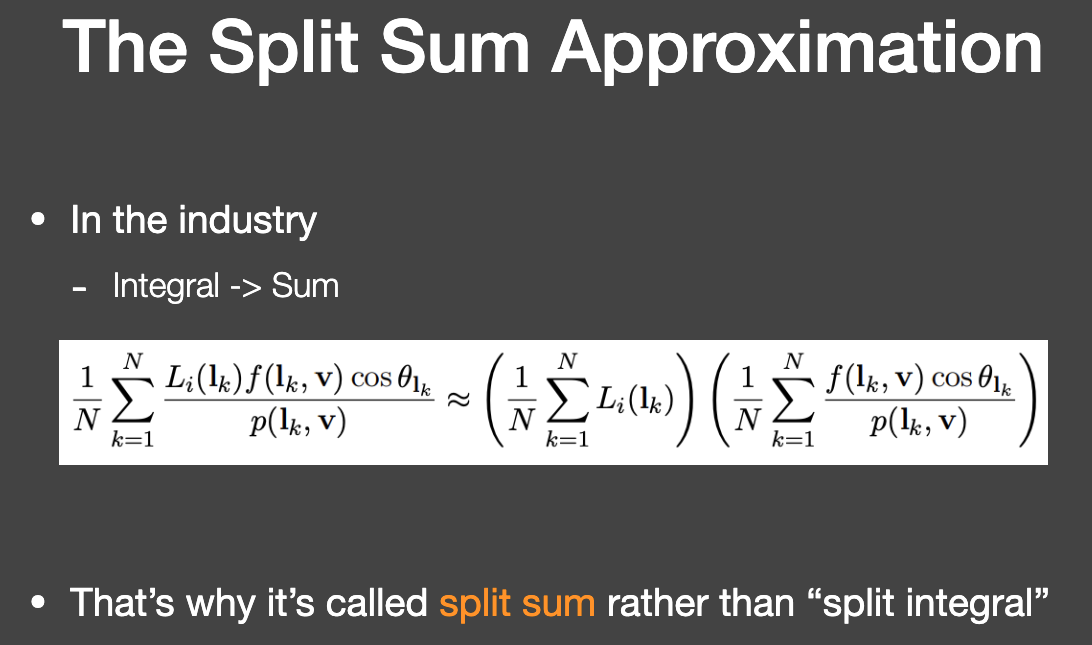 The Split Sum Approximation
• In the industry
- Integral -> Sum
$\frac{1}{N}\sum_{k=1}^{N}\frac{L_i(\mathbf{l}_k)f(\mathbf{l}_k,\mathbf{v})\cos\theta_{\mathbf{l}_k}}{p(\mathbf{l}_k,\mathbf{v})}\approx\left(\frac{1}{N}\sum_{k=1}^{N}L_i(\mathbf{l}_k)\right)\left(\frac{1}{N}\sum_{k=1}^{N}\frac{f(\mathbf{l}_k,\mathbf{v})\cos\theta_{\mathbf{l}_k}}{p(\mathbf{l}_k,\mathbf{v})}\right)$
• That’s why it’s called split sum rather than “split integral”